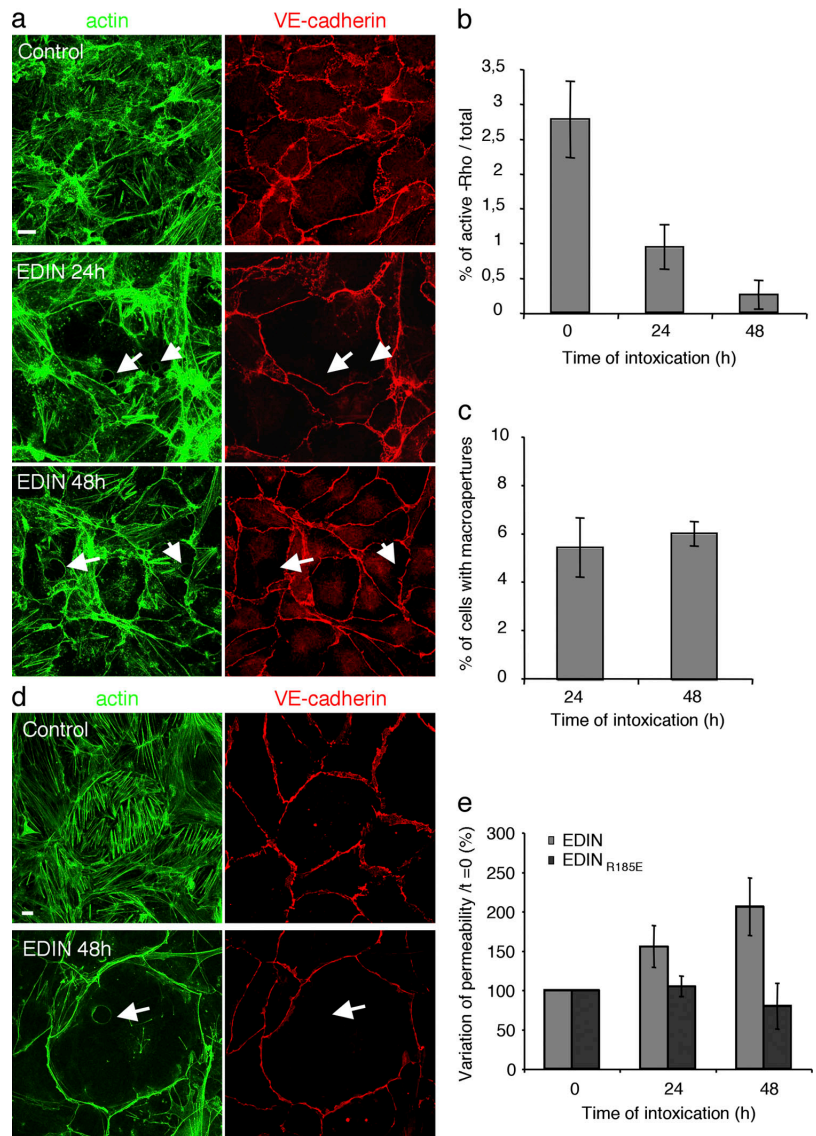 a
actin VE-cadherin
Control
EDIN 24h
EDIN 48h
b
% of active -Rho / total
3,5
3
2,5
2
1,5
1
0,5
0
0 24 48
Time of intoxication (h)
c
% of cells with macroapertures
10
8
6
4
2
0
24 48
Time of intoxication (h)
d
actin VE-cadherin
Control
EDIN 48h
e
Variation of permeability /t =0 (%)
300
250
200
150
100
50
0
EDIN
EDIN R185E
0 24 48
Time of intoxication (h)